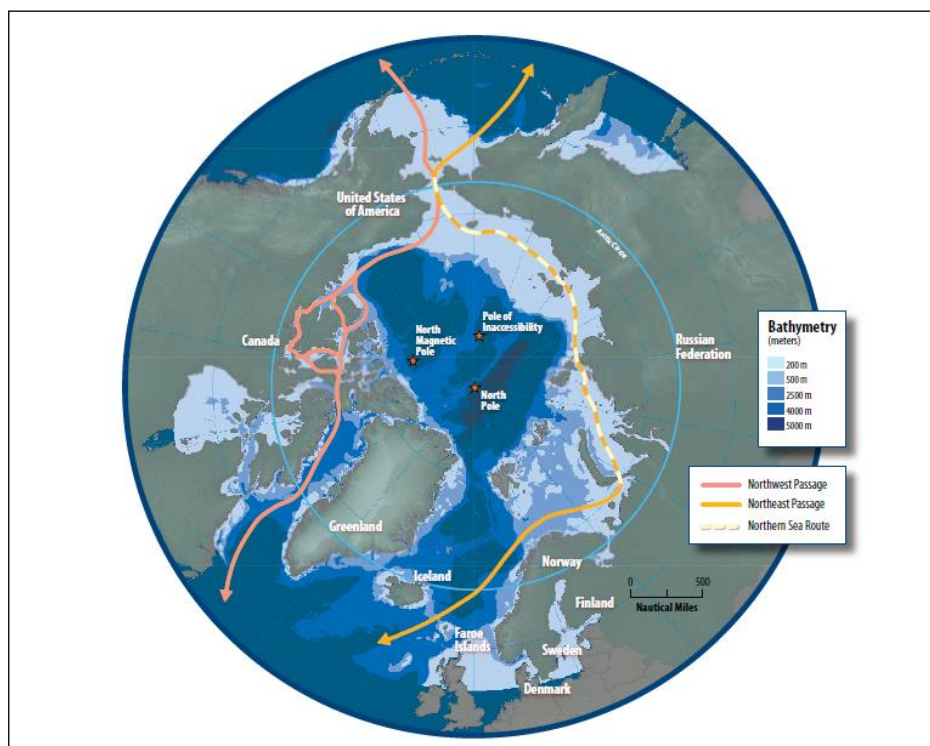 United States
of America
Arctic Circle
Canada
North
Magnetic
Pole
Pole of
Inaccessibility
North
Pole
Russian
Federation
Bathymetry
(meters)
200 m
500 m
2500 m
4000 m
5000 m
Northwest Passage
Northeast Passage
Northern Sea Route
Greenland
Iceland
Norway
0 500
Nautical Miles
Finland
Faroe
Islands
Sweden
Denmark